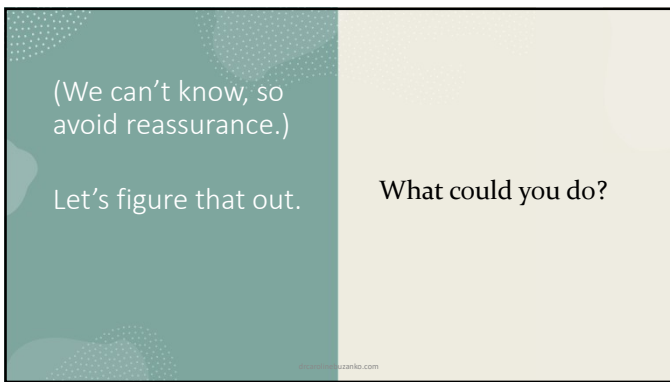 (We can’t know, so
avoid reassurance.)
Let’s figure that out.
What could you do?